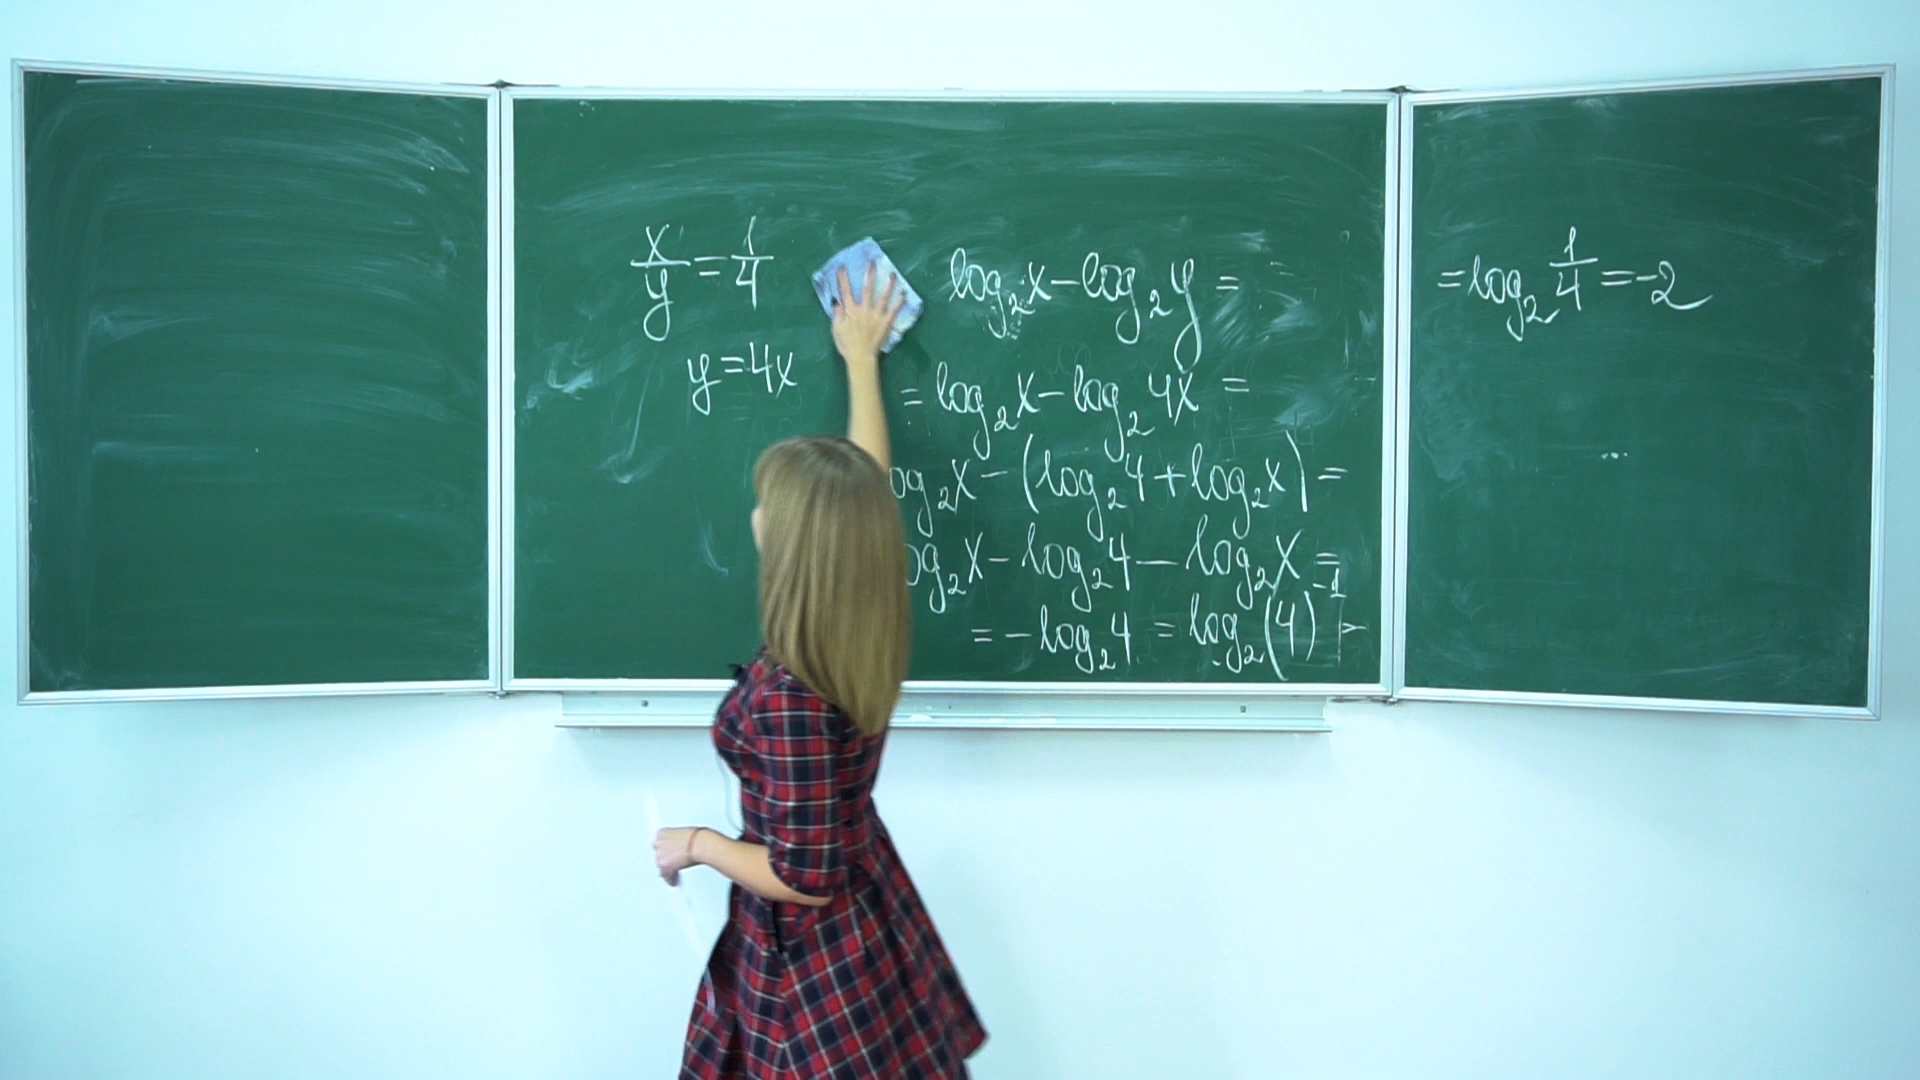 x/y = 1/4
y = 4x
log₂x − log₂y =
= log₂x − log₂4x =
og₂x − (log₂4 + log₂x) =
og₂x − log₂4 − log₂x =
= −log₂4 = log₂(4)⁻¹ =
= log₂ 1/4 = −2